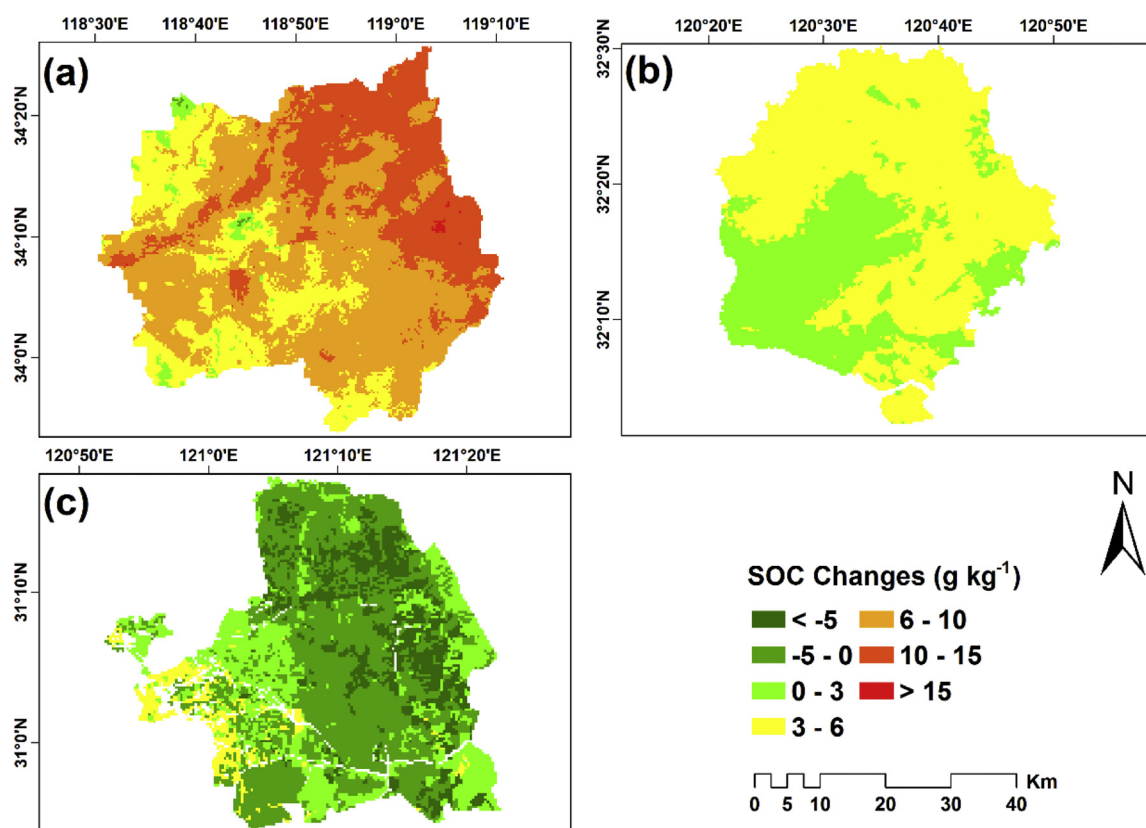 118°30'E 118°40'E 118°50'E 119°0'E 119°10'E
(a)
34°20'N
34°10'N
34°0'N
120°20'E 120°30'E 120°40'E 120°50'E
(b)
32°30'N
32°20'N
32°10'N
120°50'E 121°0'E 121°10'E 121°20'E
(c)
31°10'N
31°0'N
N
SOC Changes (g kg⁻¹)
< -5 6 - 10
-5 - 0 10 - 15
0 - 3 > 15
3 - 6
Km
0 5 10 20 30 40